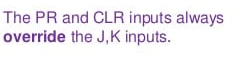 The PR and CLR inputs always
override the J,K inputs.